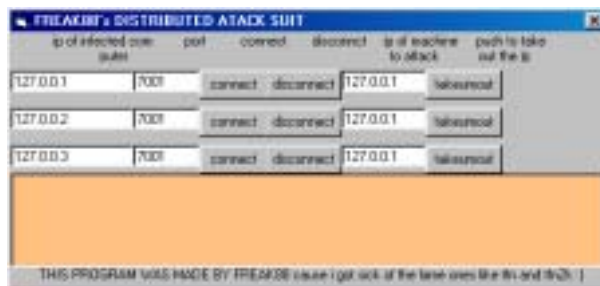 FREAK88's DISTRIBUTED ATACK SUIT
ip of infected com puter port connect disconnect ip of machine to attack push to take out the ip
127.0.0.1 7001 connect disconnect 127.0.0.1 takeumout
127.0.0.2 7001 connect disconnect 127.0.0.1 takeumout
127.0.0.3 7001 connect disconnect 127.0.0.1 takeumout
THIS PROGRAM WAS MADE BY FREAK88 cause i got sick of the lame ones like tfn and tfn2k :)